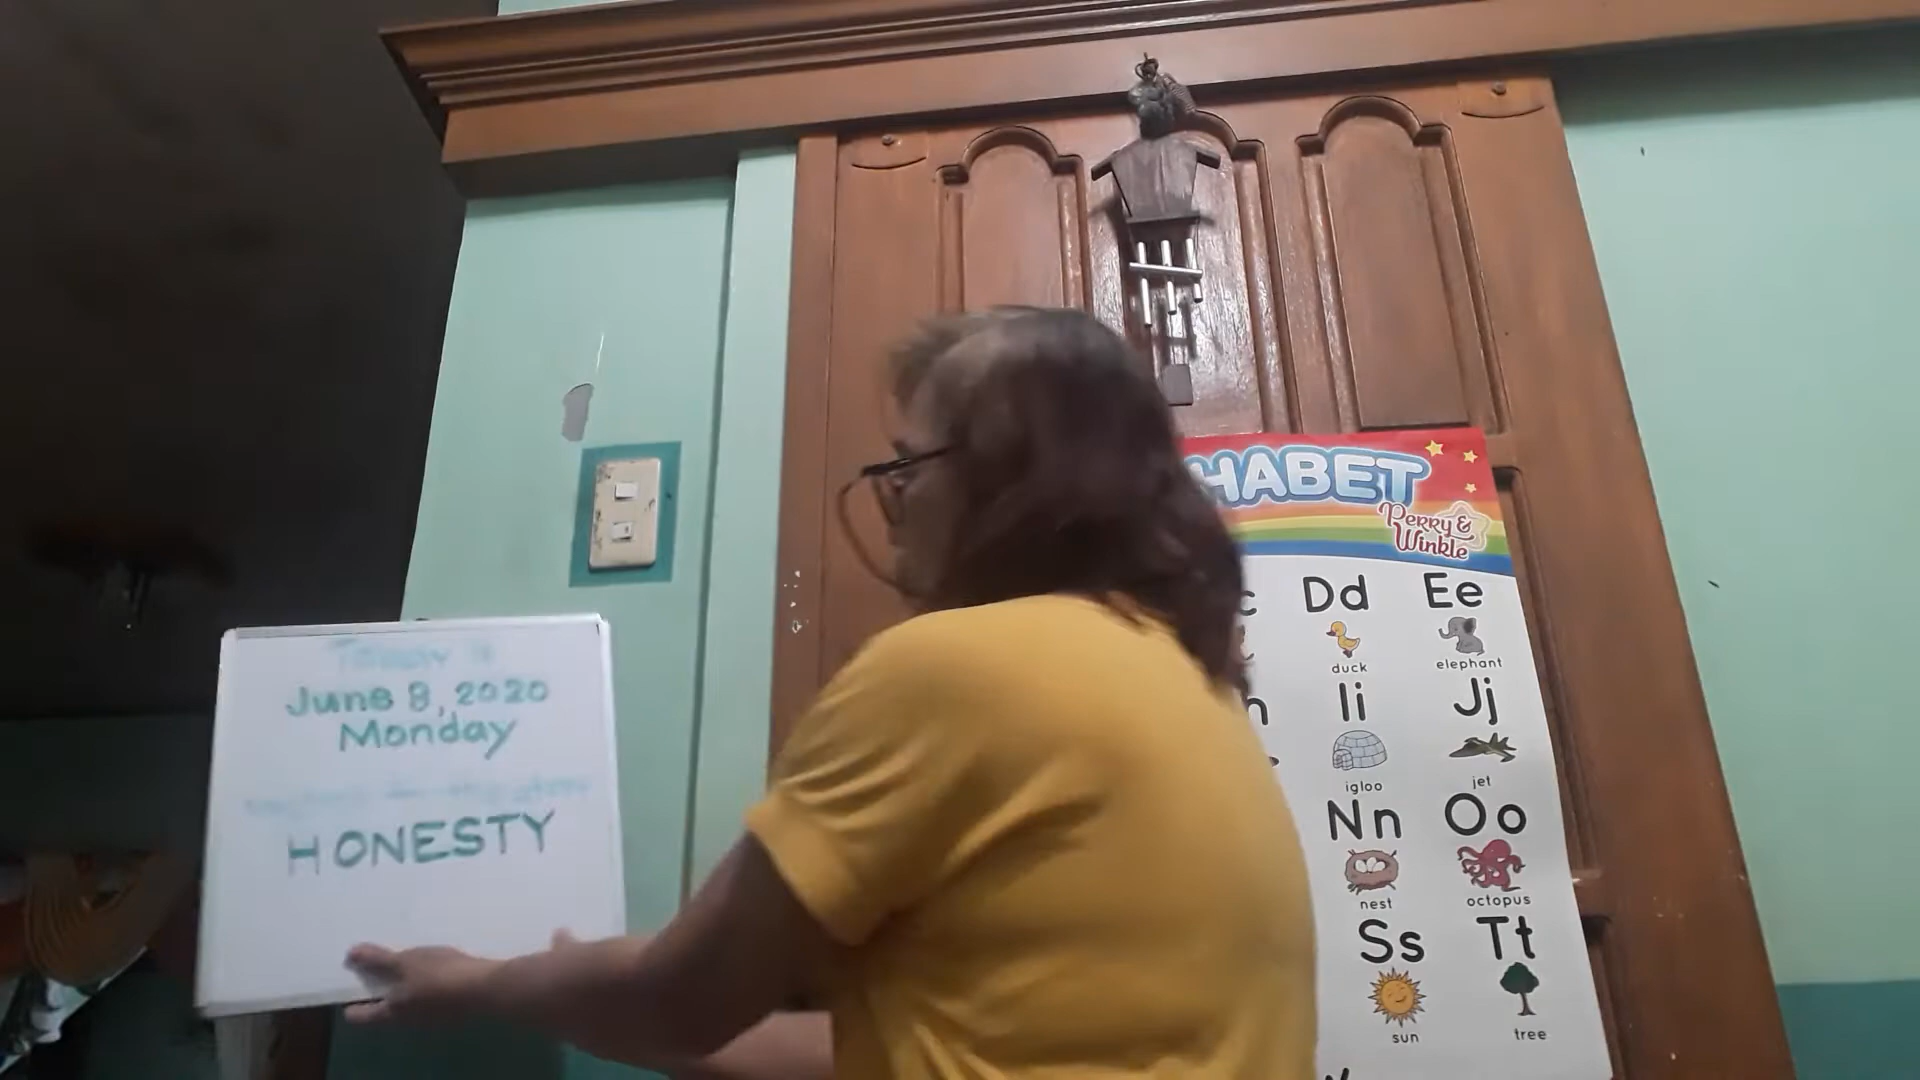 Today is
June 8, 2020
Monday
HONESTY
HABET
Perry &
Winkle
c Dd Ee
duck elephant
Ii Jj
igloo jet
Nn Oo
nest octopus
Ss Tt
sun tree